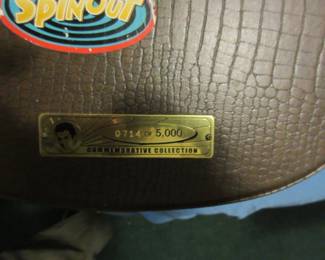 SPINOUT
0714 OF 5,000
COMMEMORATIVE COLLECTION